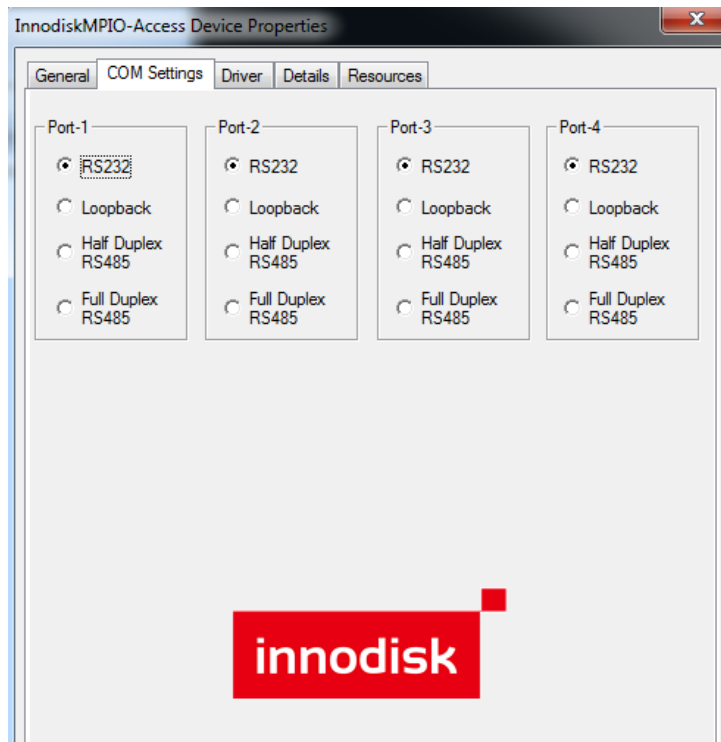 InnodiskMPIO-Access Device Properties
General COM Settings Driver Details Resources
Port-1 Port-2 Port-3 Port-4
RS232 RS232 RS232 RS232
Loopback Loopback Loopback Loopback
Half Duplex Half Duplex Half Duplex Half Duplex
RS485 RS485 RS485 RS485
Full Duplex Full Duplex Full Duplex Full Duplex
RS485 RS485 RS485 RS485
innodisk